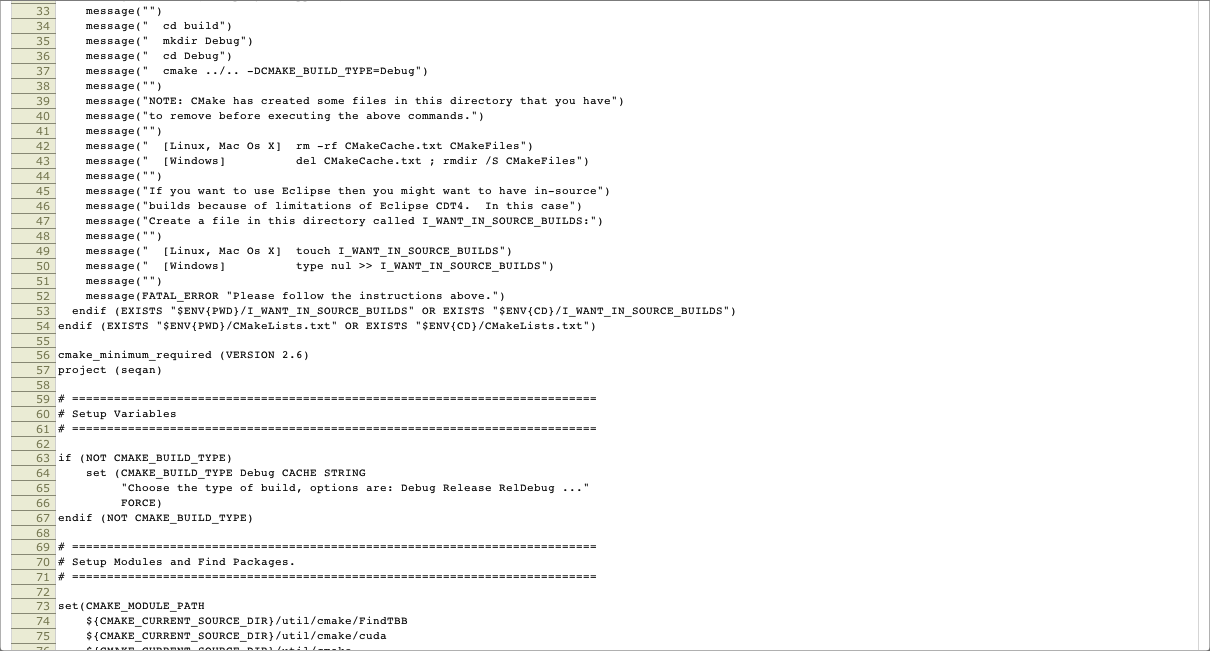 33 message("")
34 message("  cd build")
35 message("  mkdir Debug")
36 message("  cd Debug")
37 message("  cmake ../.. -DCMAKE_BUILD_TYPE=Debug")
38 message("")
39 message("NOTE: CMake has created some files in this directory that you have")
40 message("to remove before executing the above commands.")
41 message("")
42 message("  [Linux, Mac Os X]  rm -rf CMakeCache.txt CMakeFiles")
43 message("  [Windows]          del CMakeCache.txt ; rmdir /S CMakeFiles")
44 message("")
45 message("If you want to use Eclipse then you might want to have in-source")
46 message("builds because of limitations of Eclipse CDT4.  In this case")
47 message("Create a file in this directory called I_WANT_IN_SOURCE_BUILDS:")
48 message("")
49 message("  [Linux, Mac Os X]  touch I_WANT_IN_SOURCE_BUILDS")
50 message("  [Windows]          type nul >> I_WANT_IN_SOURCE_BUILDS")
51 message("")
52 message(FATAL_ERROR "Please follow the instructions above.")
53 endif (EXISTS "$ENV{PWD}/I_WANT_IN_SOURCE_BUILDS" OR EXISTS "$ENV{CD}/I_WANT_IN_SOURCE_BUILDS")
54 endif (EXISTS "$ENV{PWD}/CMakeLists.txt" OR EXISTS "$ENV{CD}/CMakeLists.txt")
55
56 cmake_minimum_required (VERSION 2.6)
57 project (seqan)
58
59 # ===========================================================================
60 # Setup Variables
61 # ===========================================================================
62
63 if (NOT CMAKE_BUILD_TYPE)
64 set (CMAKE_BUILD_TYPE Debug CACHE STRING
65 "Choose the type of build, options are: Debug Release RelDebug ..."
66 FORCE)
67 endif (NOT CMAKE_BUILD_TYPE)
68
69 # ===========================================================================
70 # Setup Modules and Find Packages.
71 # ===========================================================================
72
73 set(CMAKE_MODULE_PATH
74 ${CMAKE_CURRENT_SOURCE_DIR}/util/cmake/FindTBB
75 ${CMAKE_CURRENT_SOURCE_DIR}/util/cmake/cuda
76 ${CMAKE_CURRENT_SOURCE_DIR}/util/cmake